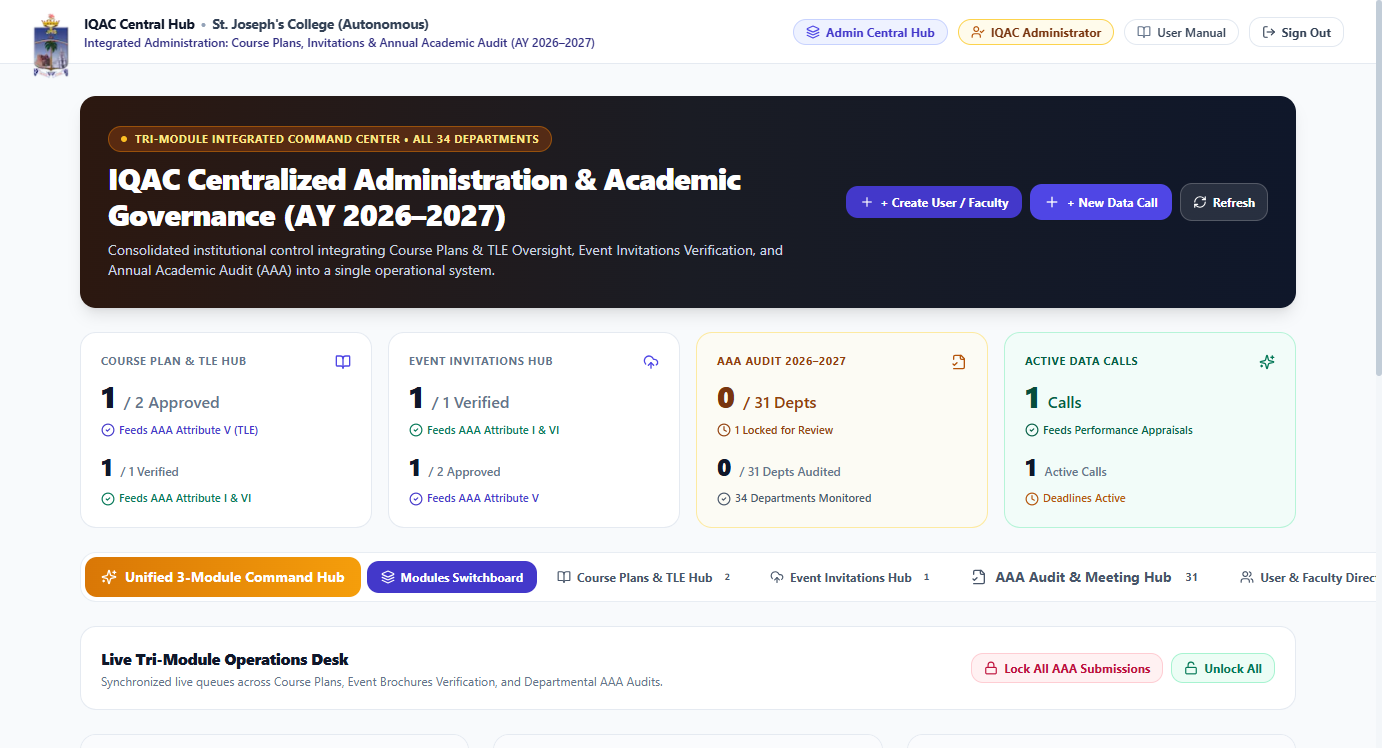 IQAC Central Hub • St. Joseph's College (Autonomous)
Integrated Administration: Course Plans, Invitations & Annual Academic Audit (AY 2026–2027)
Admin Central Hub
IQAC Administrator
User Manual
Sign Out
TRI-MODULE INTEGRATED COMMAND CENTER • ALL 34 DEPARTMENTS
IQAC Centralized Administration & Academic
Governance (AY 2026–2027)
Consolidated institutional control integrating Course Plans & TLE Oversight, Event Invitations Verification, and
Annual Academic Audit (AAA) into a single operational system.
+ Create User / Faculty
+ New Data Call
Refresh
COURSE PLAN & TLE HUB
1 / 2 Approved
Feeds AAA Attribute V (TLE)
1 / 1 Verified
Feeds AAA Attribute I & VI
EVENT INVITATIONS HUB
1 / 1 Verified
Feeds AAA Attribute I & VI
1 / 2 Approved
Feeds AAA Attribute V
AAA AUDIT 2026–2027
0 / 31 Depts
1 Locked for Review
0 / 31 Depts Audited
34 Departments Monitored
ACTIVE DATA CALLS
1 Calls
Feeds Performance Appraisals
1 Active Calls
Deadlines Active
Unified 3-Module Command Hub
Modules Switchboard
Course Plans & TLE Hub 2
Event Invitations Hub 1
AAA Audit & Meeting Hub 31
User & Faculty Direc
Live Tri-Module Operations Desk
Synchronized live queues across Course Plans, Event Brochures Verification, and Departmental AAA Audits.
Lock All AAA Submissions
Unlock All